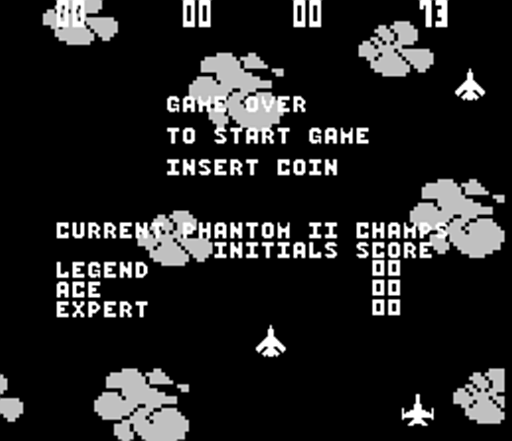 00 00 00 13
GAME OVER
TO START GAME
INSERT COIN
CURRENT PHANTOM II CHAMPS
INITIALS SCORE
LEGEND 00
ACE 00
EXPERT 00